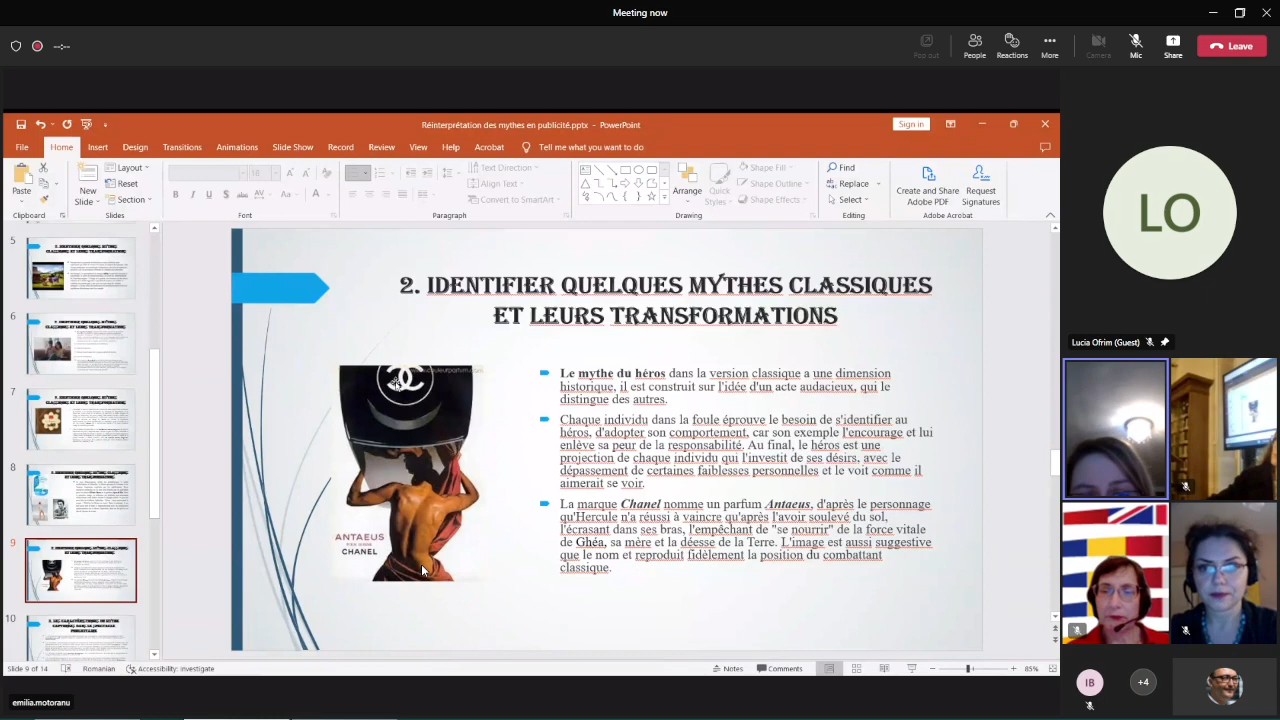 Meeting now
--:--
Pop out
People
Reactions
More
Camera
Mic
Share
Leave
Réinterprétation des mythes en publicité.pptx - PowerPoint
Sign in
File
Home
Insert
Design
Transitions
Animations
Slide Show
Record
Review
View
Help
Acrobat
Tell me what you want to do
Paste
New
Slide
Layout
Reset
Section
Text Direction
Align Text
Convert to SmartArt
Arrange
Quick
Styles
Shape Fill
Shape Outline
Shape Effects
Find
Replace
Select
Create and Share
Adobe PDF
Request
Signatures
Clipboard
Slides
Font
Paragraph
Drawing
Editing
Adobe Acrobat
5
6
7
8
9
10
2. IDENTIFIER QUELQUES MYTHES CLASSIQUES
ET LEURS TRANSFORMATIONS
Le mythe du héros dans la version classique a une dimension
historique, il est construit sur l'idée d'un acte audacieux, qui le
distingue des autres.
Chaque individu dans la foule éprouve le besoin de s'identifier au
héros, d'adopter son comportement, car son exemple l'encourage et lui
enlève sa peur de la responsabilité. Au final, le héros est une
projection de chaque individu qui l'investit de ses désirs, avec le
dépassement de certaines faiblesses personnelles et le voit comme il
aimerait se voir.
La marque Chanel nomme un parfum Antaeus, d'après le personnage
qu'Hercule n'a réussi à vaincre qu'après l'avoir soulevé du sol,
l'écrasant dans ses bras, l'empêchant de "se nourrir" de la force vitale
de Ghéa, sa mère et la déesse de la Terre. L'image est aussi suggestive
que le nom et reproduit fidèlement la position du combattant
classique.
ANTAEUS
CHANEL
Slide 9 of 14
Romanian
Accessibility: Investigate
Notes
Comments
85%
emilia.motoranu
LO
Lucia Ofrim (Guest)
IB
+4